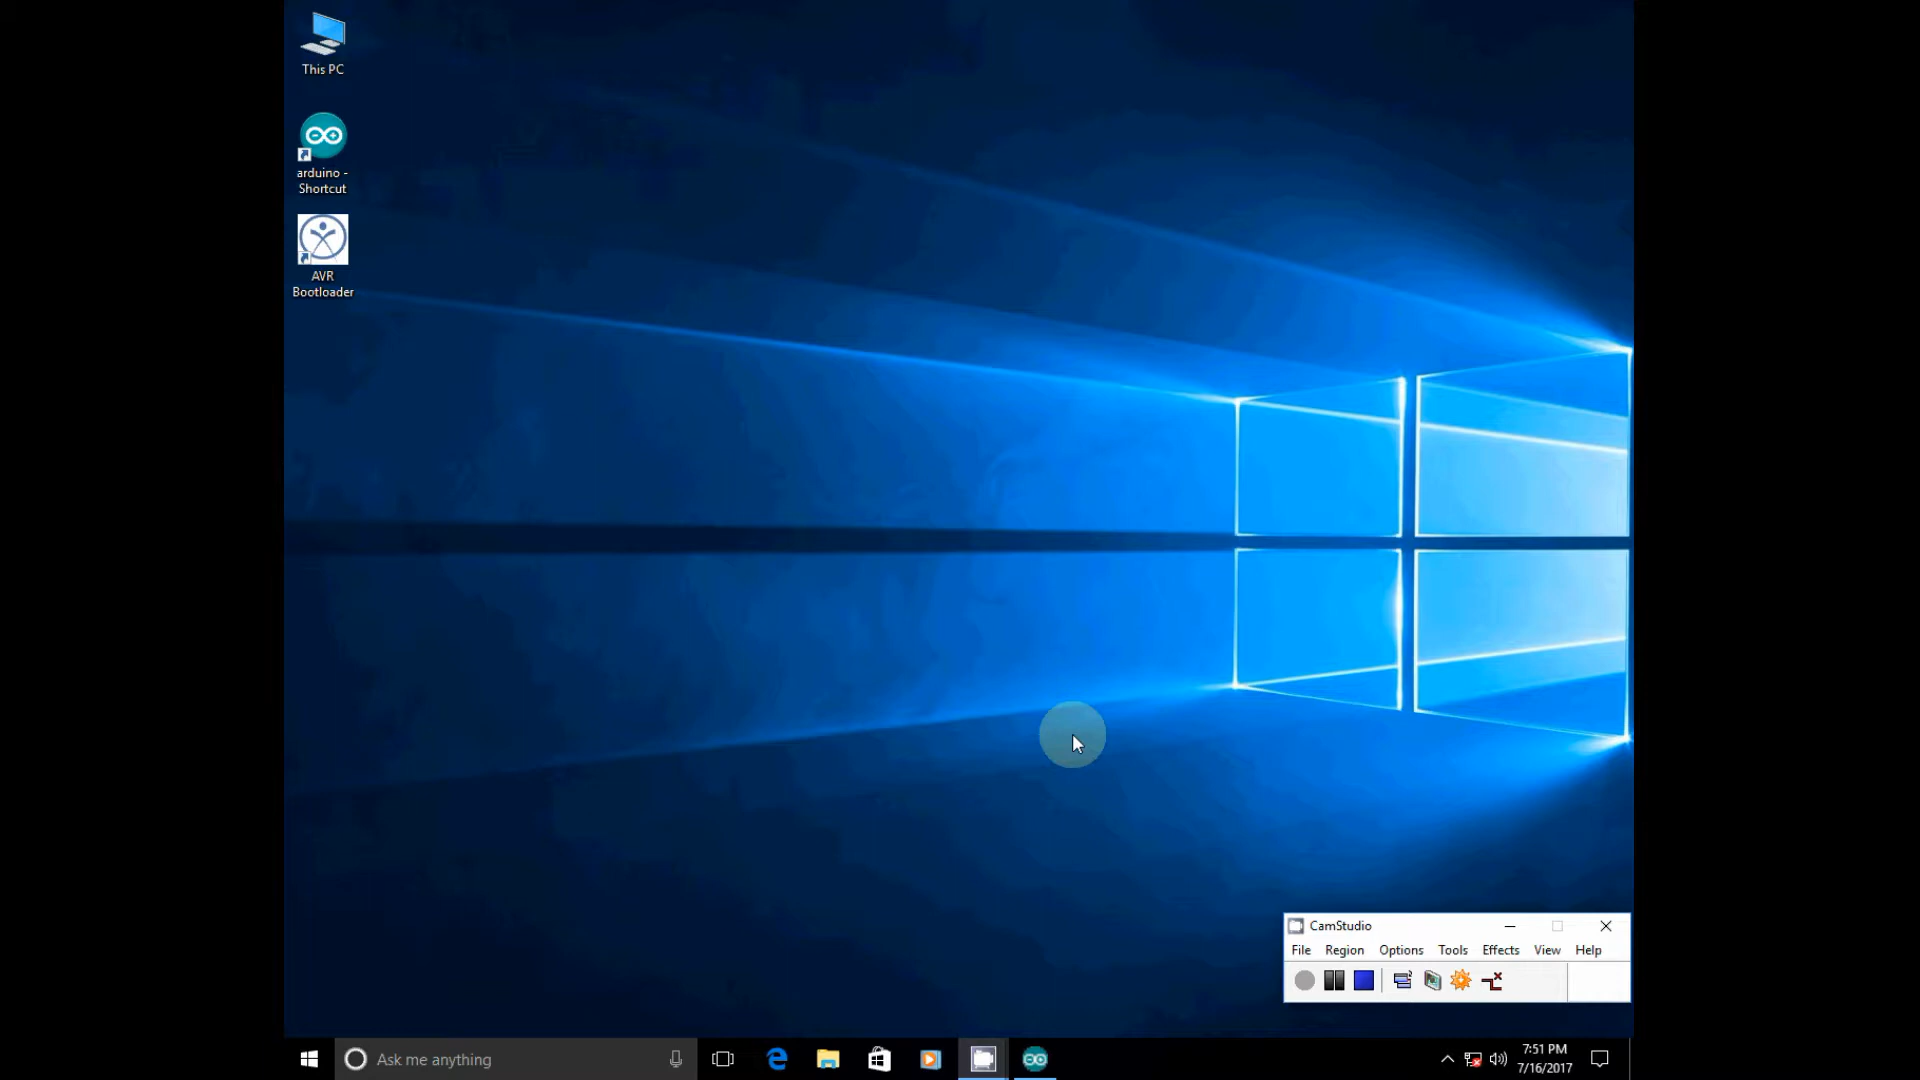 This PC
arduino -
Shortcut
AVR
Bootloader
CamStudio
File Region Options Tools Effects View Help
Ask me anything
7:51 PM
7/16/2017